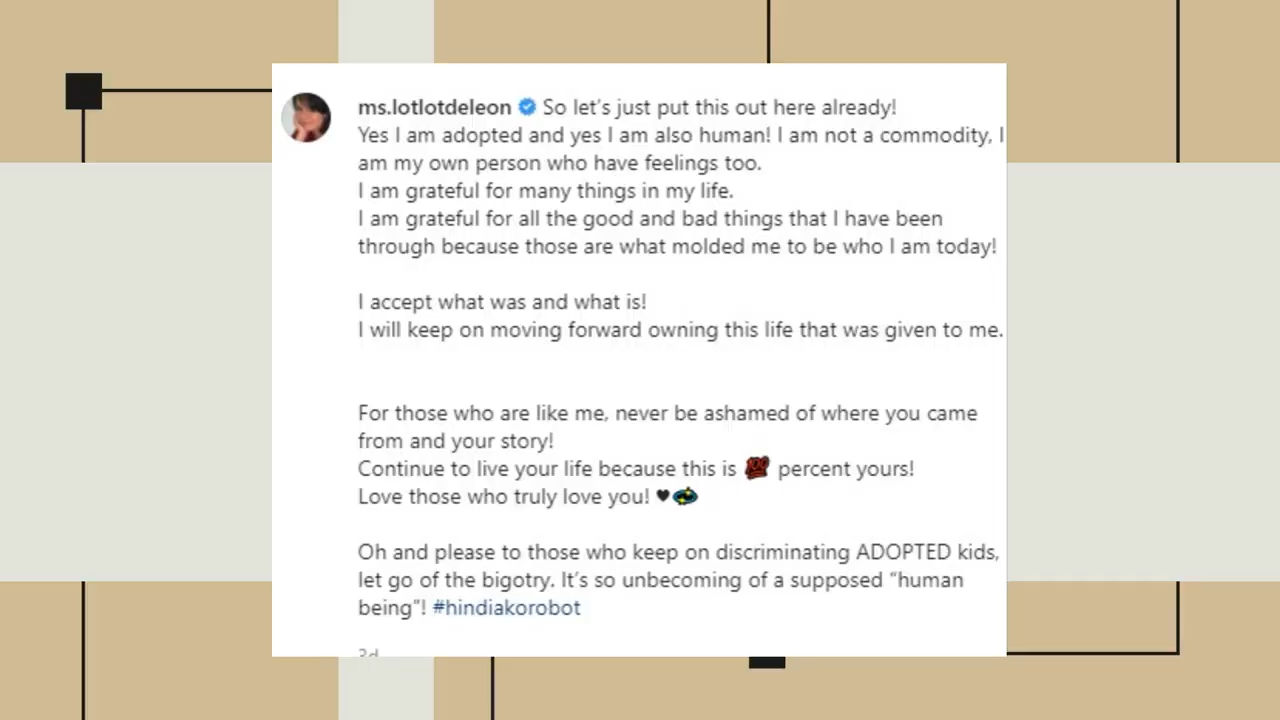 ms.lotlotdeleon So let's just put this out here already!
Yes I am adopted and yes I am also human! I am not a commodity, I
am my own person who have feelings too.
I am grateful for many things in my life.
I am grateful for all the good and bad things that I have been
through because those are what molded me to be who I am today!
I accept what was and what is!
I will keep on moving forward owning this life that was given to me.
For those who are like me, never be ashamed of where you came
from and your story!
Continue to live your life because this is 💯 percent yours!
Love those who truly love you! ♥💫
Oh and please to those who keep on discriminating ADOPTED kids,
let go of the bigotry. It's so unbecoming of a supposed "human
being"! #hindiakorobot